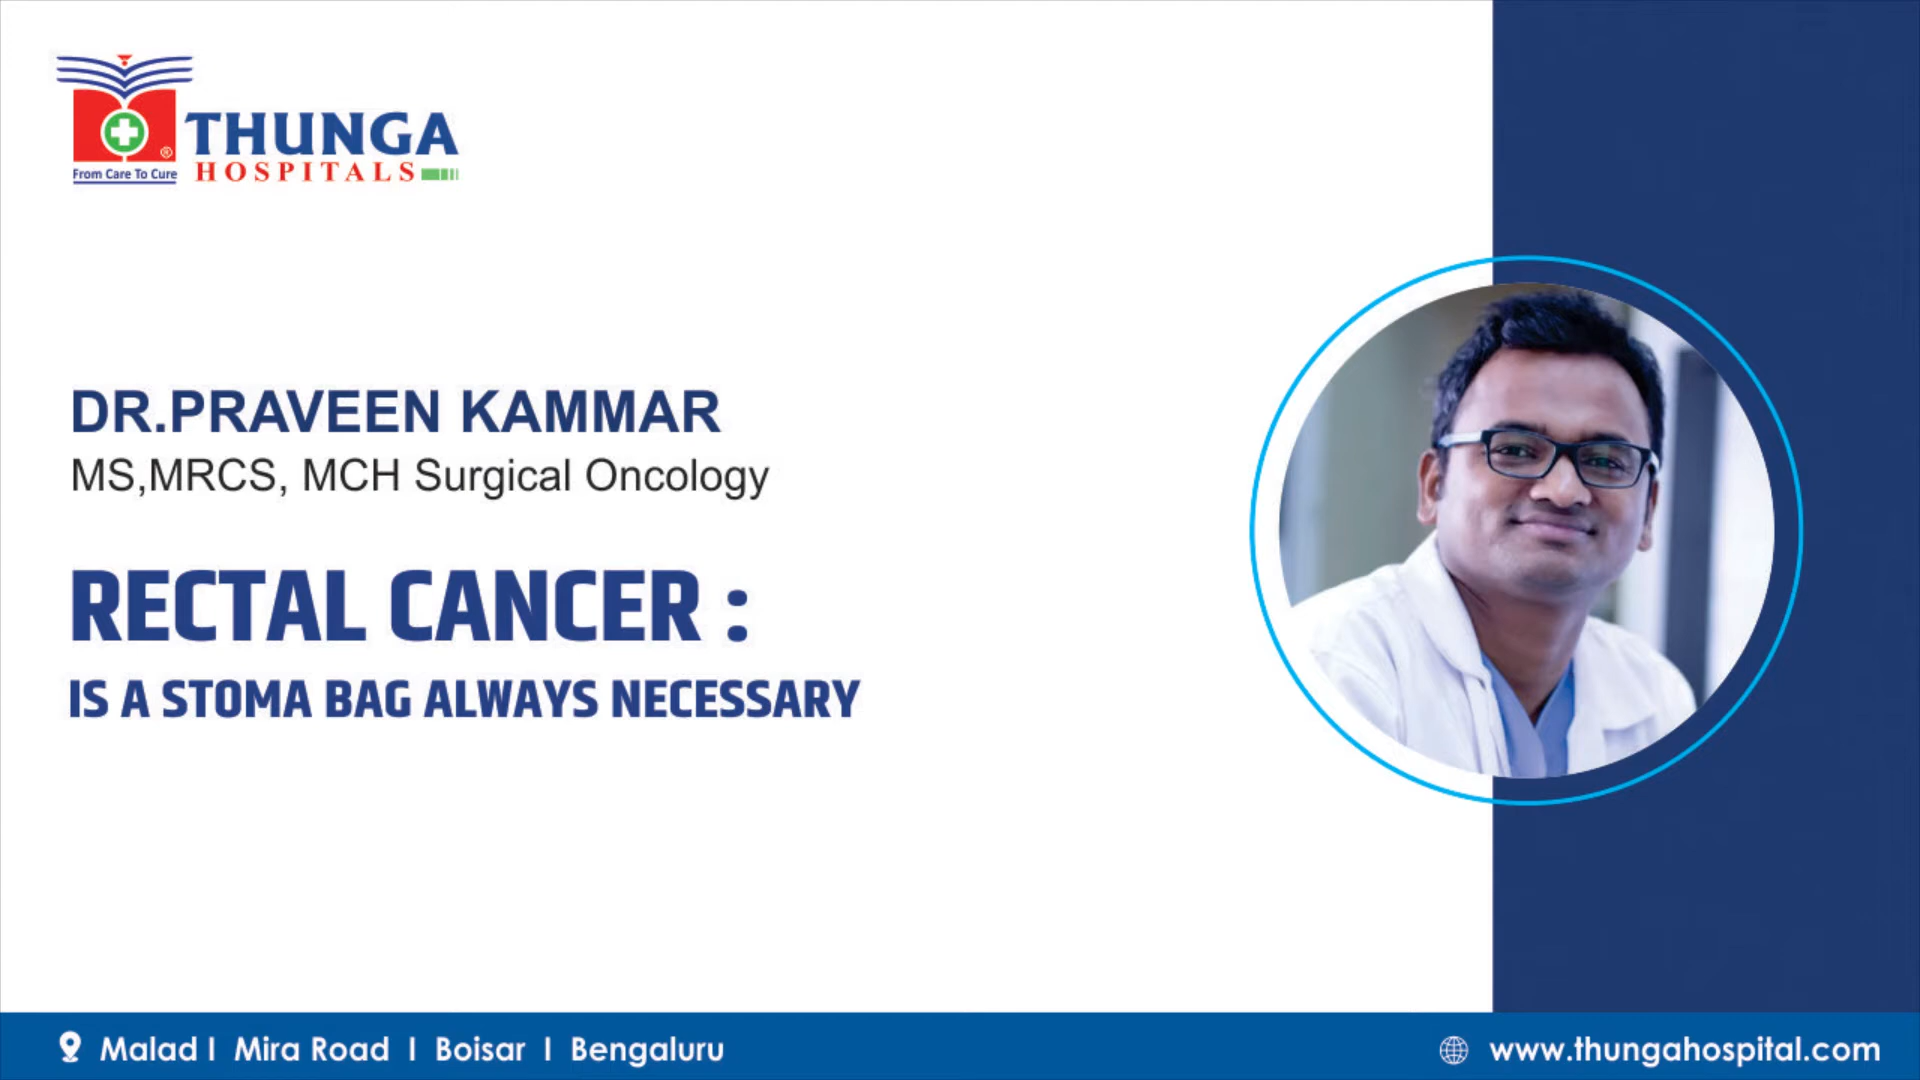 THUNGA
HOSPITALS
From Care To Cure
®
DR.PRAVEEN KAMMAR
MS,MRCS, MCH Surgical Oncology
RECTAL CANCER :
IS A STOMA BAG ALWAYS NECESSARY
Malad I Mira Road I Boisar I Bengaluru
www.thungahospital.com